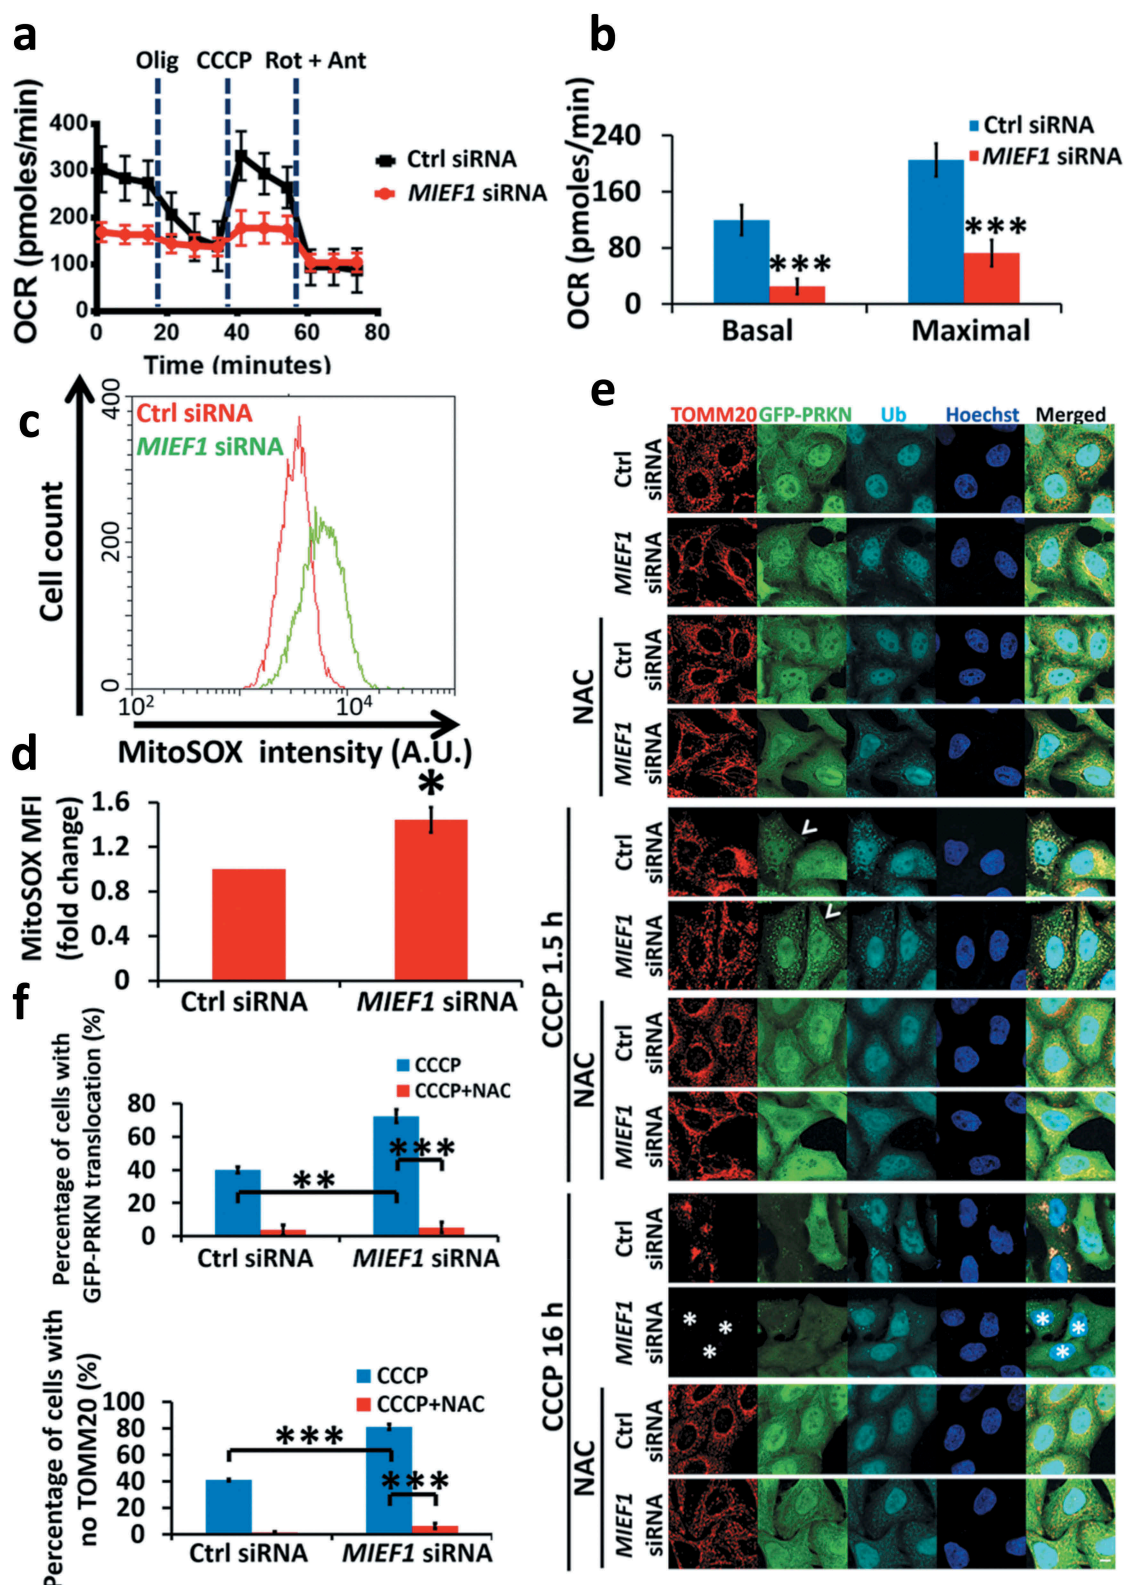 a
Olig CCCP Rot + Ant
OCR (pmoles/min)
400
300
200
100
0
0 20 40 60 80
Time (minutes)
Ctrl siRNA
MIEF1 siRNA
b
OCR (pmoles/min)
240
160
80
0
Ctrl siRNA
MIEF1 siRNA
***
***
Basal Maximal
c
Cell count
400
200
0
Ctrl siRNA
MIEF1 siRNA
10² 10⁴
MitoSOX intensity (A.U.)
d
MitoSOX MFI
(fold change)
1.6
1.2
0.8
0.4
0
*
Ctrl siRNA MIEF1 siRNA
f
Percentage of cells with
GFP-PRKN translocation (%)
80
60
40
20
0
CCCP
CCCP+NAC
**
***
Ctrl siRNA MIEF1 siRNA
Percentage of cells with
no TOMM20 (%)
100
80
60
40
20
0
CCCP
CCCP+NAC
***
***
Ctrl siRNA MIEF1 siRNA
e
TOMM20 GFP-PRKN Ub Hoechst Merged
Ctrl
siRNA
MIEF1
siRNA
NAC
Ctrl
siRNA
MIEF1
siRNA
CCCP 1.5 h
Ctrl
siRNA
MIEF1
siRNA
NAC
Ctrl
siRNA
MIEF1
siRNA
CCCP 16 h
Ctrl
siRNA
MIEF1
siRNA
* * *
* * *
NAC
Ctrl
siRNA
MIEF1
siRNA